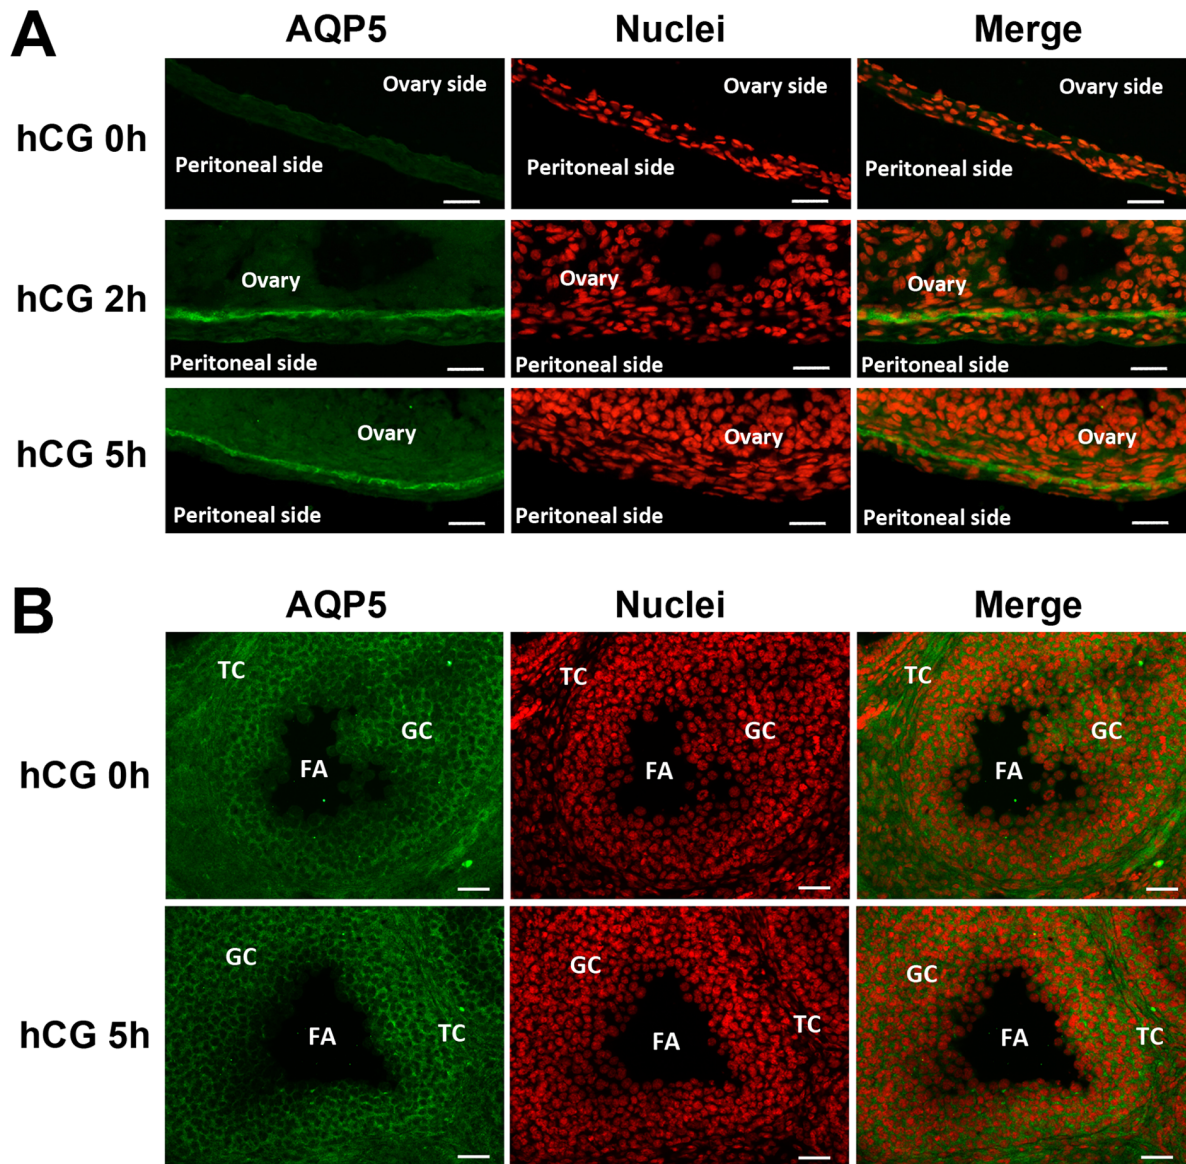 A
AQP5 Nuclei Merge
hCG 0h
Ovary side Ovary side Ovary side
Peritoneal side Peritoneal side Peritoneal side
hCG 2h
Ovary Ovary Ovary
Peritoneal side Peritoneal side Peritoneal side
hCG 5h
Ovary Ovary Ovary
Peritoneal side Peritoneal side Peritoneal side
B
AQP5 Nuclei Merge
hCG 0h
TC TC TC
GC GC GC
FA FA FA
hCG 5h
GC GC GC
FA TC FA TC FA TC